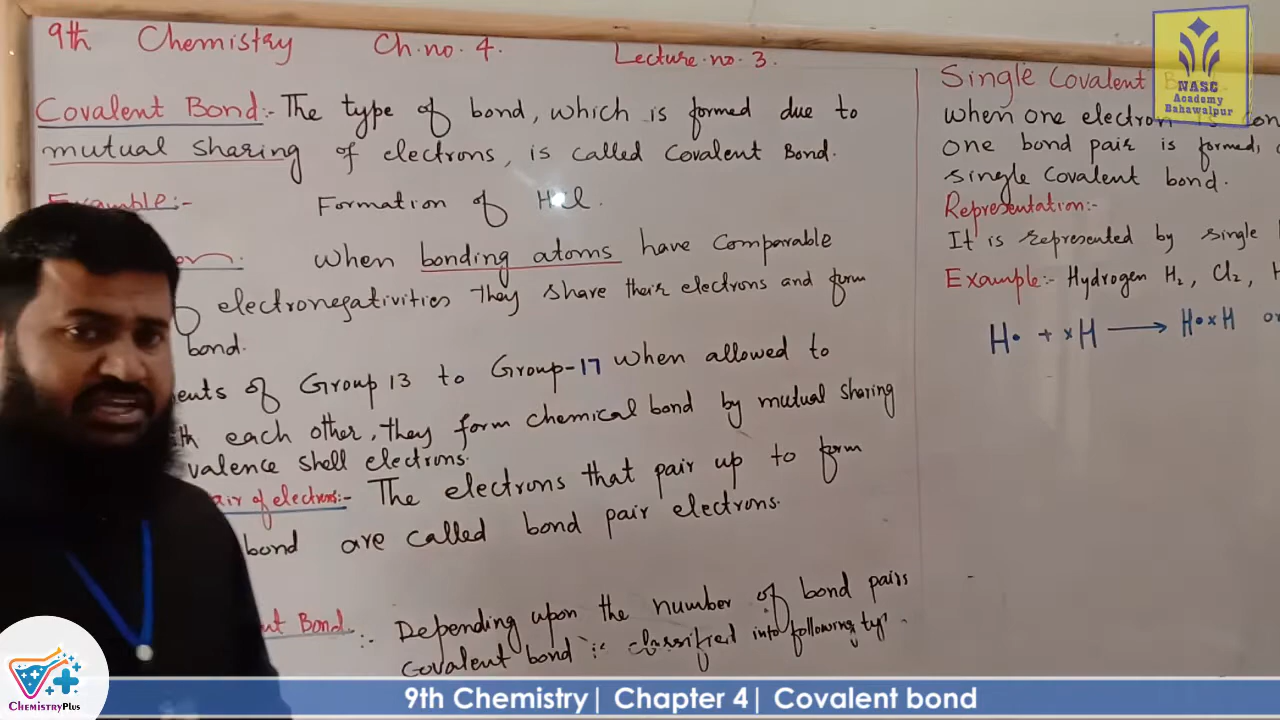 9th Chemistry Ch.no. 4. Lecture.no. 3.
Covalent Bond:- The type of bond, which is formed due to
mutual sharing of electrons, is called Covalent Bond.
Example:- Formation of HCl.
When bonding atoms have comparable
electronegativities They share their electrons and form
bond.
of Group 13 to Group-17 when allowed to
each other, they form chemical bond by mutual sharing
valence shell electrons.
of electrons:- The electrons that pair up to form
bond are called bond pair electrons.
Bond :- Depending upon the number of bond pairs
Covalent bond is classified into following
Single Covalent
When one electron is
one bond pair is formed,
single Covalent bond.
Representation:-
It is represented by single
Example:- Hydrogen H₂, Cl₂, H
H• + ×H ⟶ H•×H or
NASC
Academy
Bahawalpur
ChemistryPlus
9th Chemistry| Chapter 4| Covalent bond